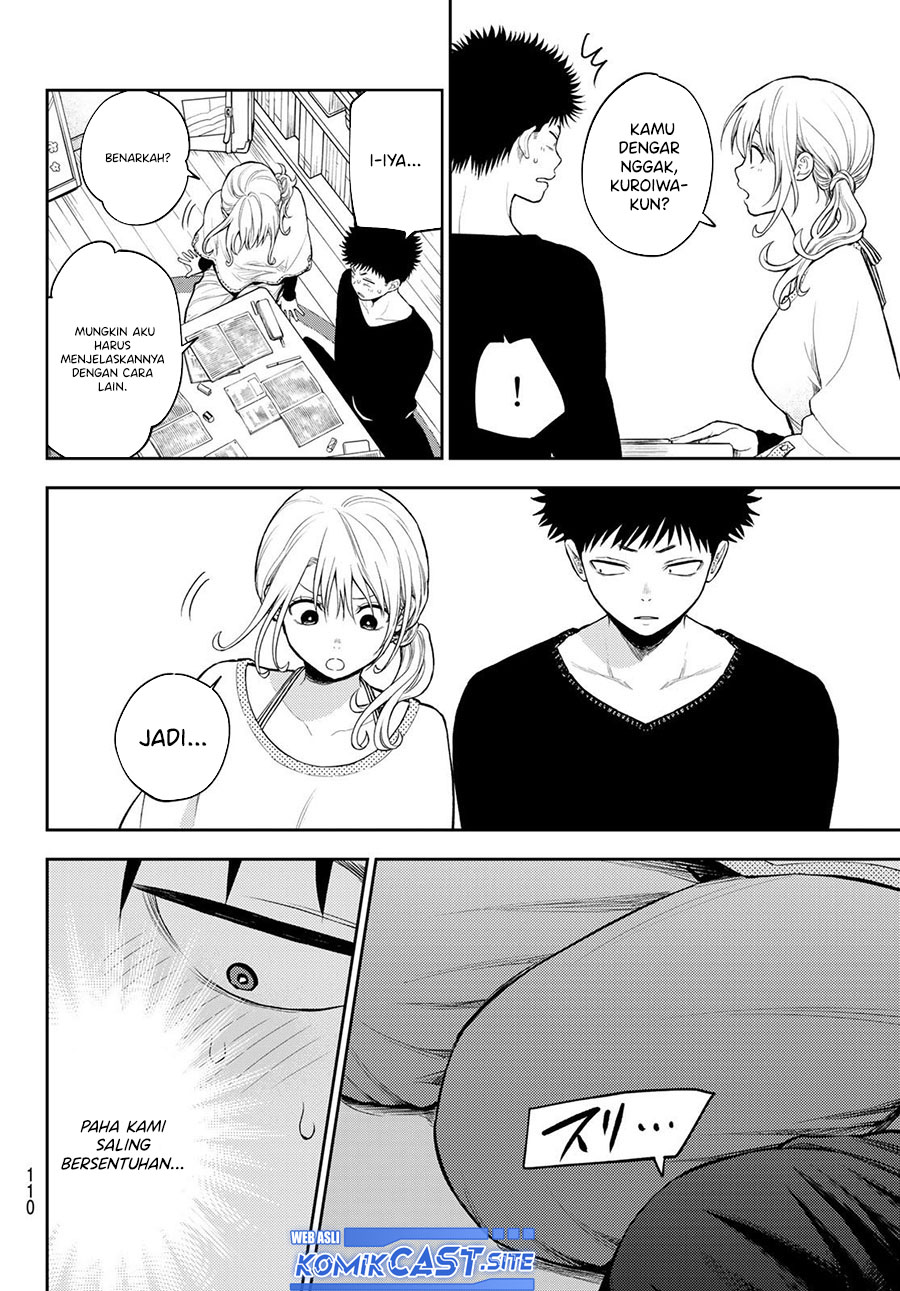 KAMU
DENGAR
NGGAK,
KUROIWA-
KUN?
!
I-IYA...
BENARKAH?
MUNGKIN AKU
HARUS
MENJELASKANNYA
DENGAN CARA
LAIN.
JADI...
スリ…
PAHA KAMI
SALING
BERSENTUHAN...
110
WEB ASLI
KOMIKCAST.SITE